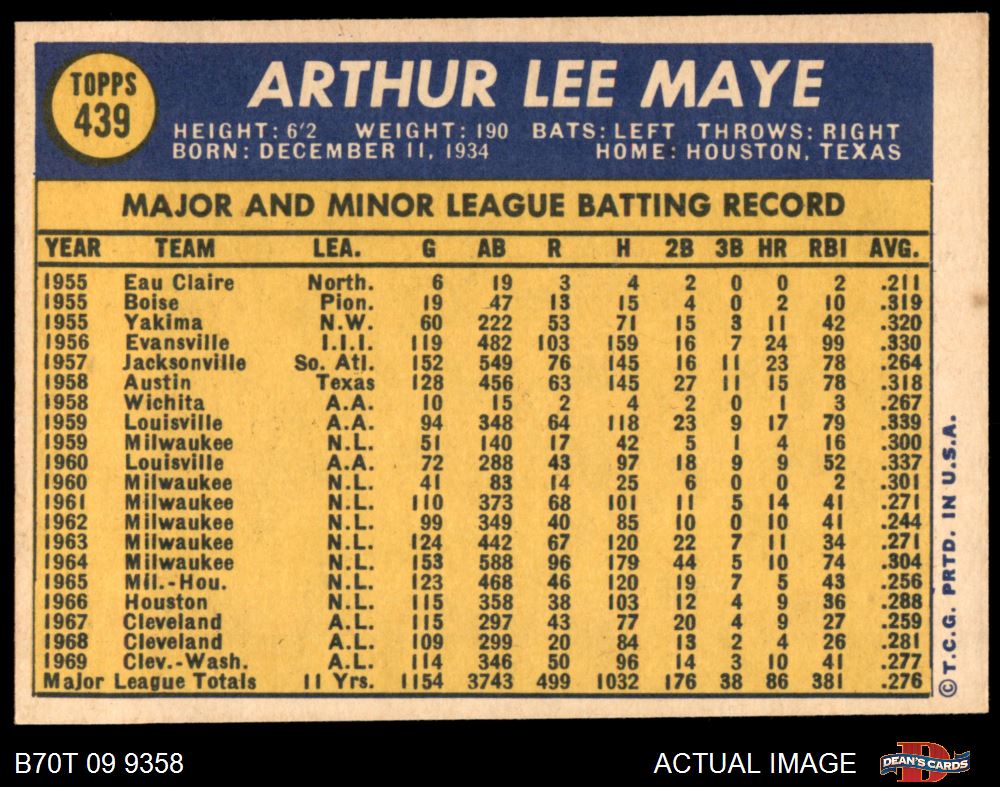 TOPPS
439
ARTHUR LEE MAYE
HEIGHT: 6'2 WEIGHT: 190 BATS: LEFT THROWS: RIGHT
BORN: DECEMBER 11, 1934 HOME: HOUSTON, TEXAS
MAJOR AND MINOR LEAGUE BATTING RECORD
YEAR TEAM LEA. G AB R H 2B 3B HR RBI AVG.
1955 Eau Claire North. 6 19 3 4 2 0 0 2 .211
1955 Boise Pion. 19 47 13 15 4 0 2 10 .319
1955 Yakima N.W. 60 222 53 71 15 3 11 42 .320
1956 Evansville I.I.I. 119 482 103 159 16 7 24 99 .330
1957 Jacksonville So. Atl. 152 549 76 145 16 11 23 78 .264
1958 Austin Texas 128 456 63 145 27 11 15 78 .318
1958 Wichita A.A. 10 15 2 4 2 0 1 3 .267
1959 Louisville A.A. 94 348 64 118 23 9 17 79 .339
1959 Milwaukee N.L. 51 140 17 42 5 1 4 16 .300
1960 Louisville A.A. 72 288 43 97 18 9 9 52 .337
1960 Milwaukee N.L. 41 83 14 25 6 0 0 2 .301
1961 Milwaukee N.L. 110 373 68 101 11 5 14 41 .271
1962 Milwaukee N.L. 99 349 40 85 10 0 10 41 .244
1963 Milwaukee N.L. 124 442 67 120 22 7 11 34 .271
1964 Milwaukee N.L. 153 588 96 179 44 5 10 74 .304
1965 Mil.-Hou. N.L. 123 468 46 120 19 7 5 43 .256
1966 Houston N.L. 115 358 38 103 12 4 9 36 .288
1967 Cleveland A.L. 115 297 43 77 20 4 9 27 .259
1968 Cleveland A.L. 109 299 20 84 13 2 4 26 .281
1969 Clev.-Wash. A.L. 114 346 50 96 14 3 10 41 .277
Major League Totals 11 Yrs. 1154 3743 499 1032 176 38 86 381 .276
© T.C.G. PRTD. IN U.S.A.
B70T 09 9358
ACTUAL IMAGE
D
DEAN'S CARDS